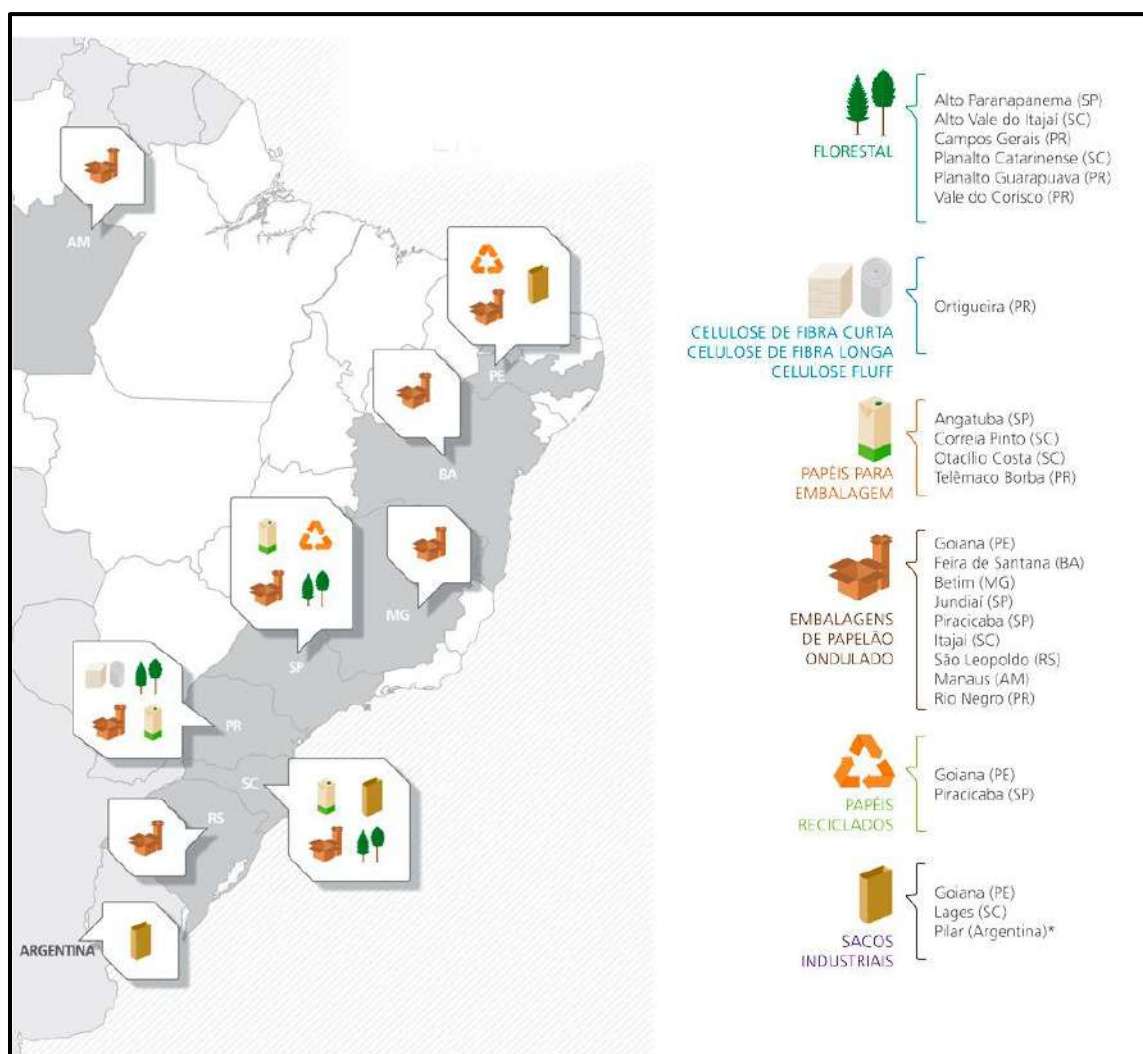 AM
PE
BA
MG
SP
PR
SC
RS
ARGENTINA
FLORESTAL
Alto Paranapanema (SP)
Alto Vale do Itajaí (SC)
Campos Gerais (PR)
Planalto Catarinense (SC)
Planalto Guarapuava (PR)
Vale do Corisco (PR)
CELULOSE DE FIBRA CURTA
CELULOSE DE FIBRA LONGA
CELULOSE FLUFF
Ortigueira (PR)
PAPÉIS PARA
EMBALAGEM
Angatuba (SP)
Correia Pinto (SC)
Otacílio Costa (SC)
Telêmaco Borba (PR)
EMBALAGENS
DE PAPELÃO
ONDULADO
Goiana (PE)
Feira de Santana (BA)
Betim (MG)
Jundiaí (SP)
Piracicaba (SP)
Itajaí (SC)
São Leopoldo (RS)
Manaus (AM)
Rio Negro (PR)
PAPÉIS
RECICLADOS
Goiana (PE)
Piracicaba (SP)
SACOS
INDUSTRIAIS
Goiana (PE)
Lages (SC)
Pilar (Argentina)*